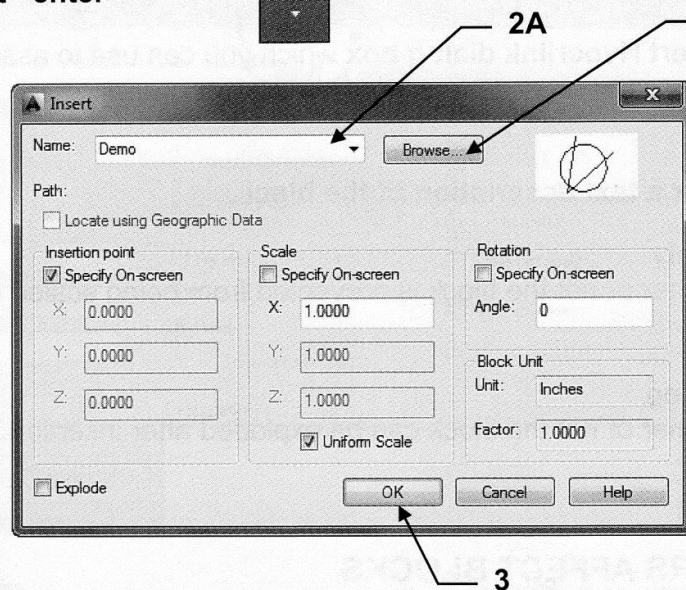 enter
2A
Insert
Name: Demo Browse...
Path:
Locate using Geographic Data
Insertion point Scale Rotation
Specify On-screen Specify On-screen Specify On-screen
X: 0.0000 X: 1.0000 Angle: 0
Y: 0.0000 Y: 1.0000 Block Unit
Unit: Inches
Z: 0.0000 Z: 1.0000
Uniform Scale Factor: 1.0000
Explode OK Cancel Help
3